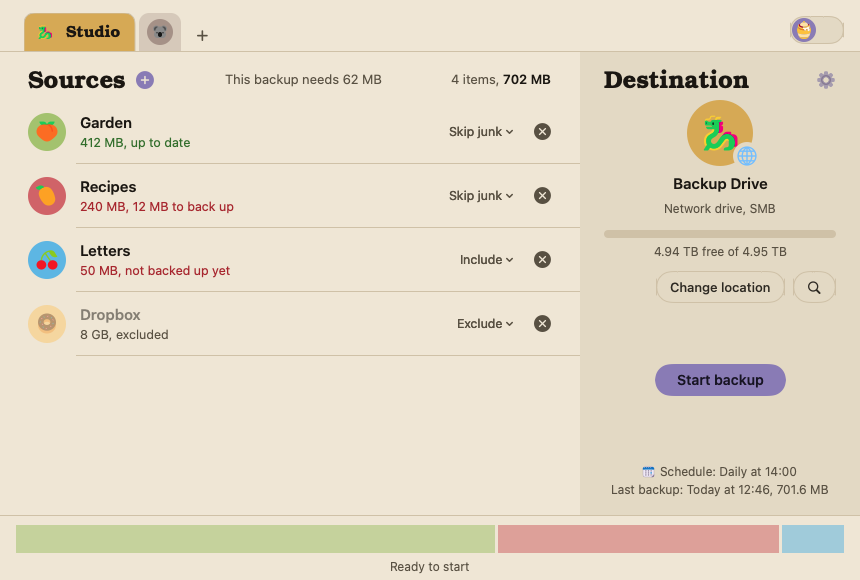 Studio
+
Sources
This backup needs 62 MB
4 items, 702 MB
Garden
412 MB, up to date
Skip junk
Recipes
240 MB, 12 MB to back up
Skip junk
Letters
50 MB, not backed up yet
Include
Dropbox
8 GB, excluded
Exclude
Destination
Backup Drive
Network drive, SMB
4.94 TB free of 4.95 TB
Change location
Start backup
Schedule: Daily at 14:00
Last backup: Today at 12:46, 701.6 MB
Ready to start